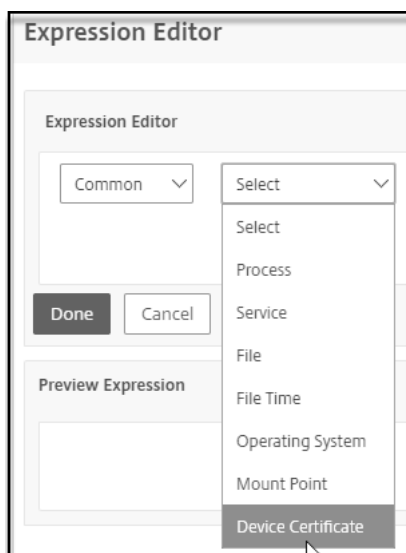 Expression Editor
Expression Editor
Common Select
Select
Process
Done Cancel Service
File
Preview Expression
File Time
Operating System
Mount Point
Device Certificate